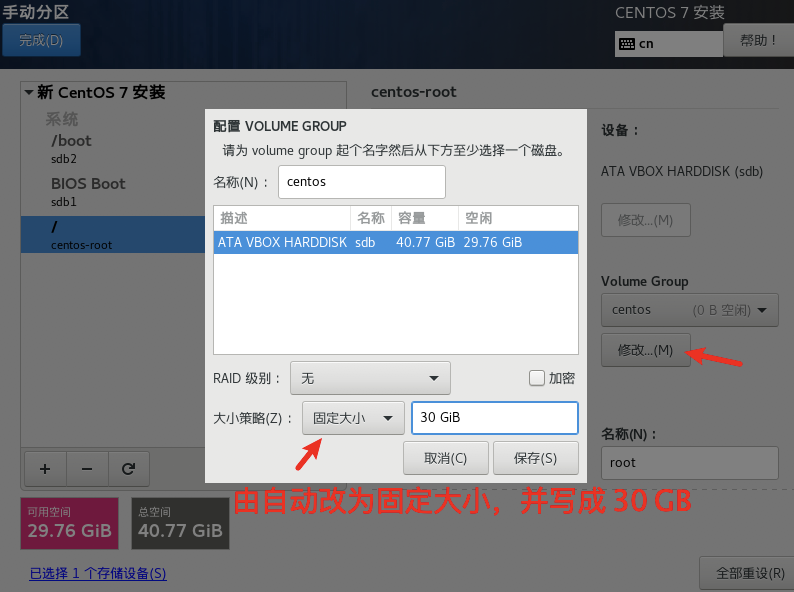 手动分区
CENTOS 7 安装
完成(D)
cn
帮助！
新 CentOS 7 安装
系统
/boot
sdb2
BIOS Boot
sdb1
/
centos-root
centos-root
设备：
ATA VBOX HARDDISK (sdb)
修改...(M)
Volume Group
centos (0 B 空闲)
修改...(M)
名称(N)：
root
配置 VOLUME GROUP
请为 volume group 起个名字然后从下方至少选择一个磁盘。
名称(N)： centos
描述 名称 容量 空闲
ATA VBOX HARDDISK sdb 40.77 GiB 29.76 GiB
RAID 级别： 无 加密
大小策略(Z)： 固定大小 30 GiB
取消(C) 保存(S)
由自动改为固定大小，并写成 30 GB
可用空间
29.76 GiB
总空间
40.77 GiB
已选择 1 个存储设备(S)
全部重设(R)